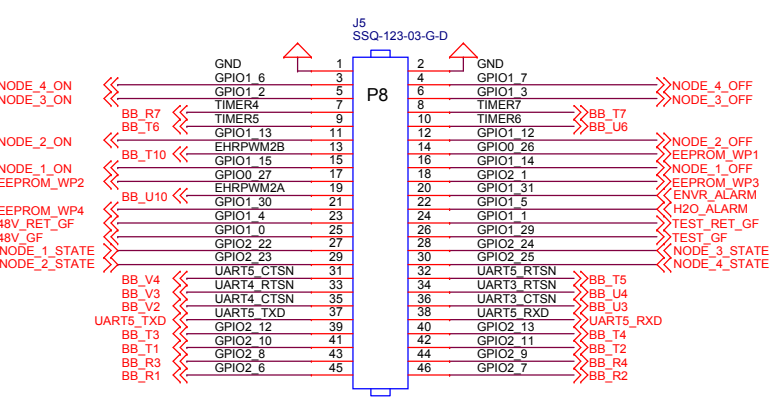 J5
SSQ-123-03-G-D
P8
GND 1 2 GND
NODE_4_ON GPIO1_6 3 4 GPIO1_7 NODE_4_OFF
NODE_3_ON GPIO1_2 5 6 GPIO1_3 NODE_3_OFF
BB_R7 TIMER4 7 8 TIMER7 BB_T7
BB_T6 TIMER5 9 10 TIMER6 BB_U6
NODE_2_ON GPIO1_13 11 12 GPIO1_12 NODE_2_OFF
BB_T10 EHRPWM2B 13 14 GPIO0_26 EEPROM_WP1
NODE_1_ON GPIO1_15 15 16 GPIO1_14 NODE_1_OFF
EEPROM_WP2 GPIO0_27 17 18 GPIO2_1 EEPROM_WP3
BB_U10 EHRPWM2A 19 20 GPIO1_31 ENVR_ALARM
EEPROM_WP4 GPIO1_30 21 22 GPIO1_5 H2O_ALARM
48V_RET_GF GPIO1_4 23 24 GPIO1_1 TEST_RET_GF
48V_GF GPIO1_0 25 26 GPIO1_29 TEST_GF
NODE_1_STATE GPIO2_22 27 28 GPIO2_24 NODE_3_STATE
NODE_2_STATE GPIO2_23 29 30 GPIO2_25 NODE_4_STATE
BB_V4 UART5_CTSN 31 32 UART5_RTSN BB_T5
BB_V3 UART4_RTSN 33 34 UART3_RTSN BB_U4
BB_V2 UART4_CTSN 35 36 UART3_CTSN BB_U3
UART5_TXD UART5_TXD 37 38 UART5_RXD UART5_RXD
BB_T3 GPIO2_12 39 40 GPIO2_13 BB_T4
BB_T1 GPIO2_10 41 42 GPIO2_11 BB_T2
BB_R3 GPIO2_8 43 44 GPIO2_9 BB_R4
BB_R1 GPIO2_6 45 46 GPIO2_7 BB_R2